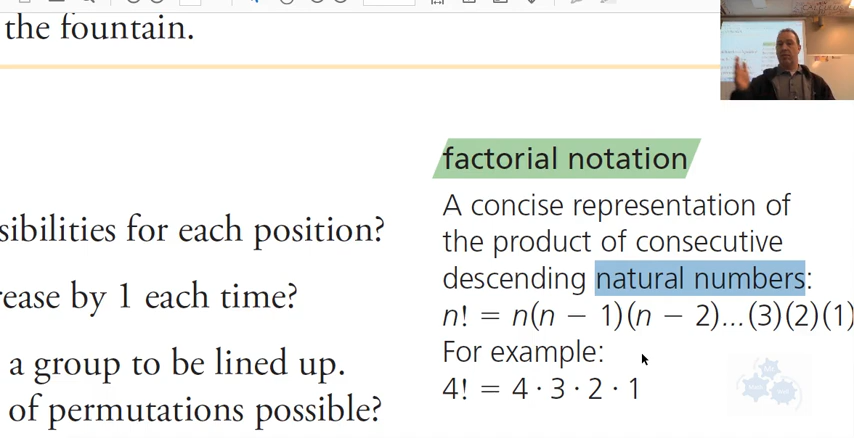 the fountain.
factorial notation
A concise representation of
the product of consecutive
descending natural numbers:
n! = n(n − 1)(n − 2)...(3)(2)(1)
For example:
4! = 4 · 3 · 2 · 1
sibilities for each position?
rease by 1 each time?
a group to be lined up.
of permutations possible?